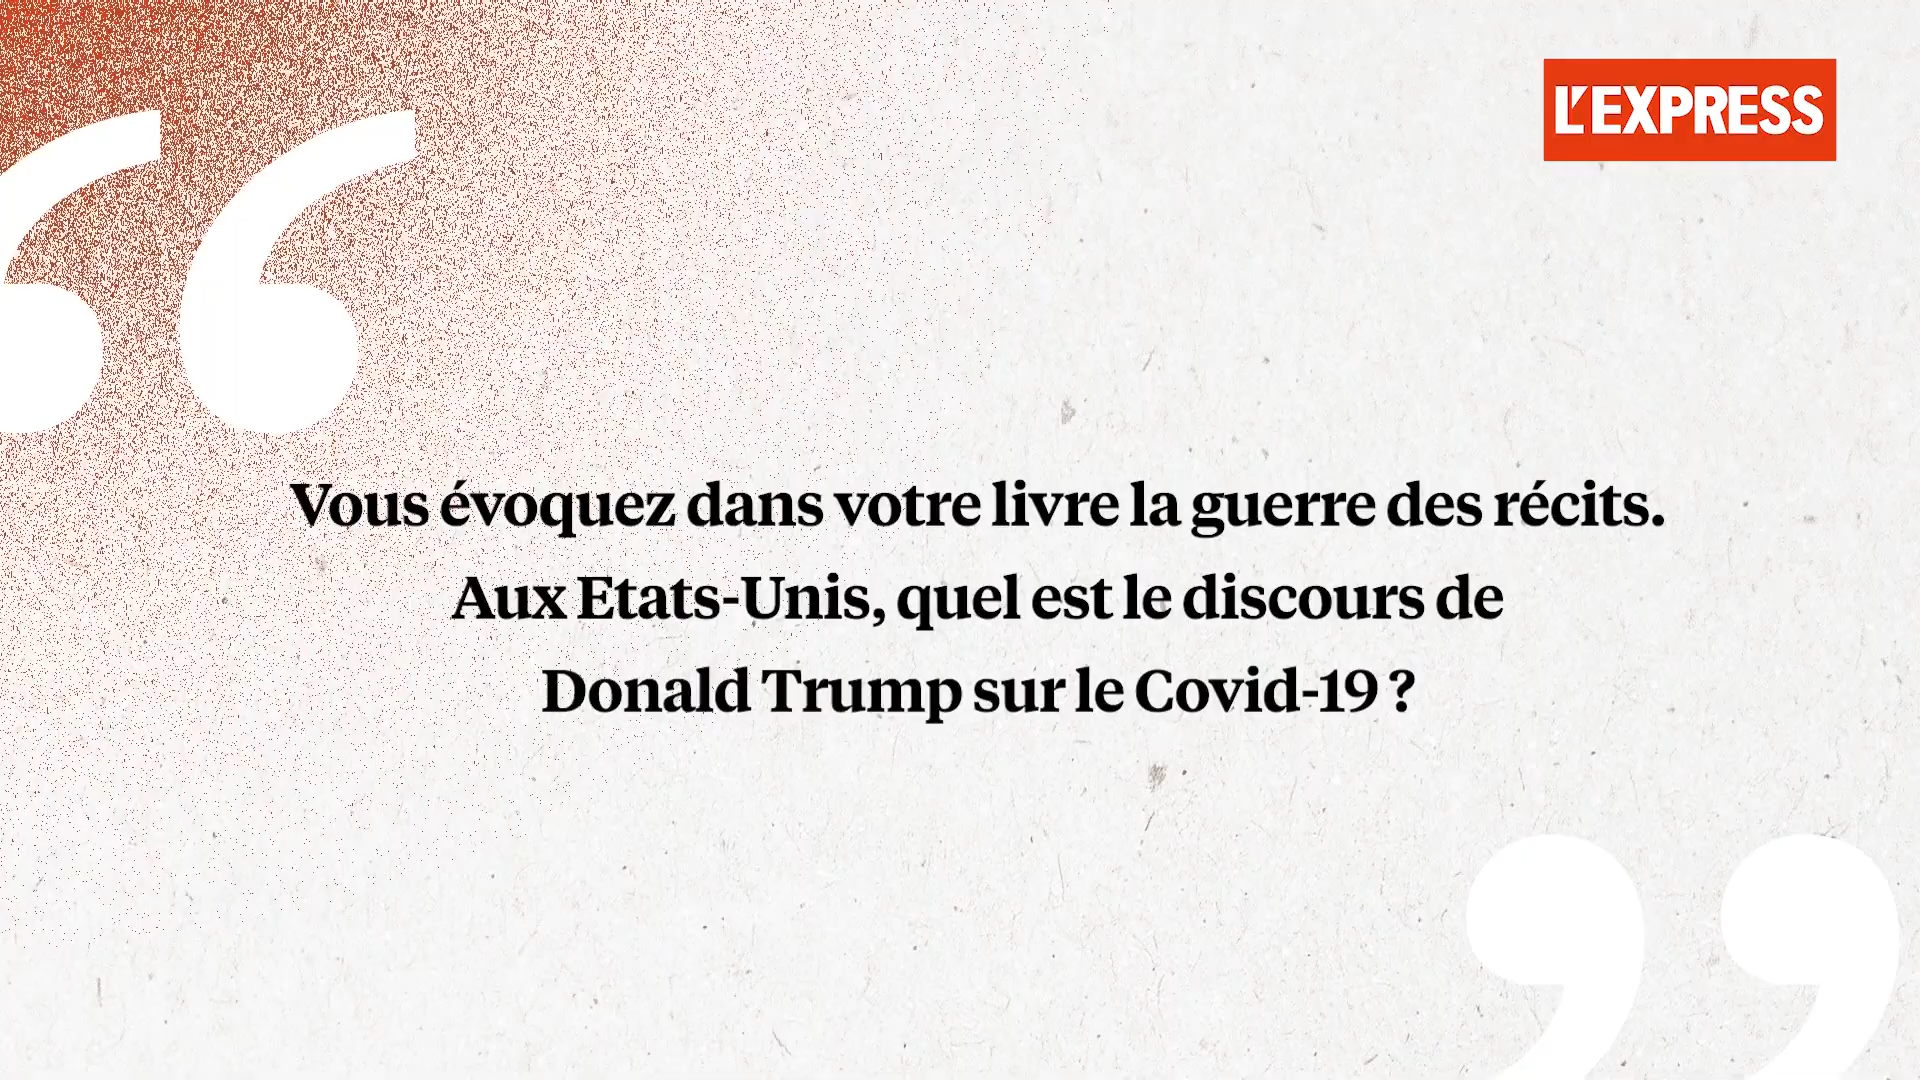 L'EXPRESS
Vous évoquez dans votre livre la guerre des récits.
Aux Etats-Unis, quel est le discours de
Donald Trump sur le Covid-19 ?